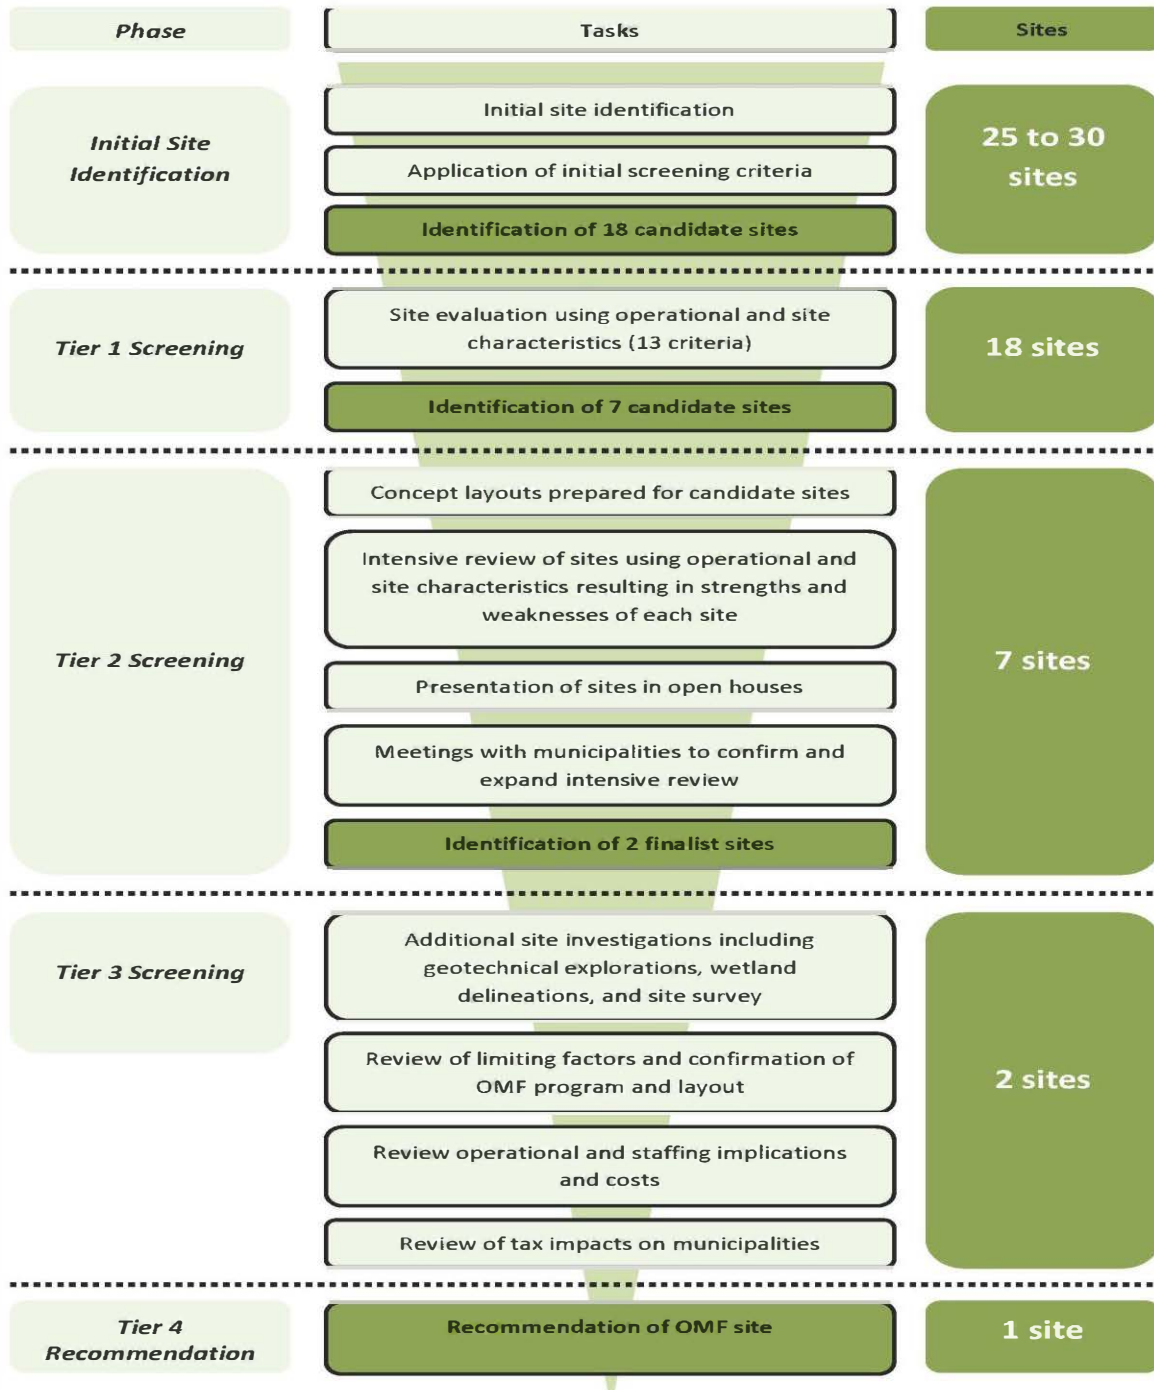 Phase
Tasks
Sites
Initial Site
Identification
Initial site identification
Application of initial screening criteria
Identification of 18 candidate sites
25 to 30
sites
Tier 1 Screening
Site evaluation using operational and site
characteristics (13 criteria)
Identification of 7 candidate sites
18 sites
Tier 2 Screening
Concept layouts prepared for candidate sites
Intensive review of sites using operational and
site characteristics resulting in strengths and
weaknesses of each site
Presentation of sites in open houses
Meetings with municipalities to confirm and
expand intensive review
Identification of 2 finalist sites
7 sites
Tier 3 Screening
Additional site investigations including
geotechnical explorations, wetland
delineations, and site survey
Review of limiting factors and confirmation of
OMF program and layout
Review operational and staffing implications
and costs
Review of tax impacts on municipalities
2 sites
Tier 4
Recommendation
Recommendation of OMF site
1 site